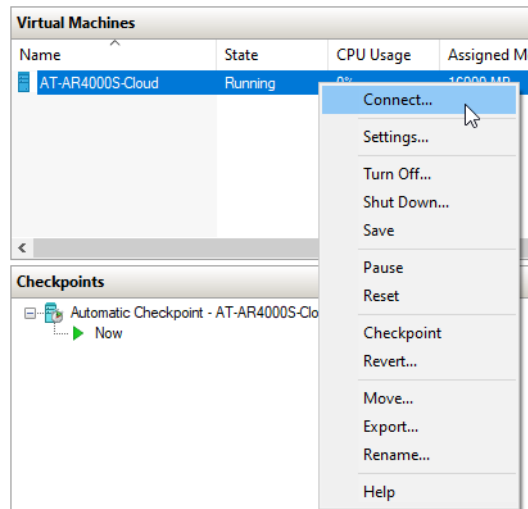 Virtual Machines
Name State CPU Usage Assigned M
AT-AR4000S-Cloud Running
Connect...
Settings...
Turn Off...
Shut Down...
Save
Pause
Reset
Checkpoint
Revert...
Move...
Export...
Rename...
Help
Checkpoints
Automatic Checkpoint - AT-AR4000S-Clo
Now